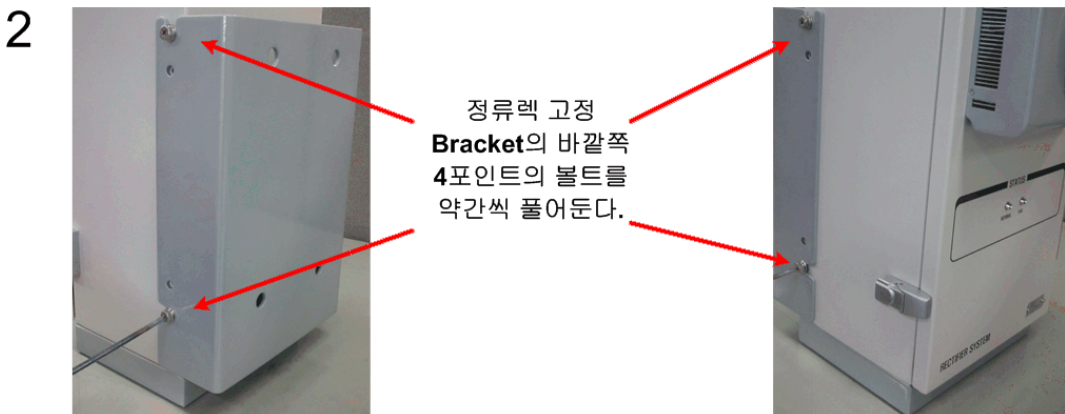 2
정류렉 고정
Bracket의 바깥쪽
4포인트의 볼트를
약간씩 풀어둔다.
STATUS
RECTIFIER SYSTEM